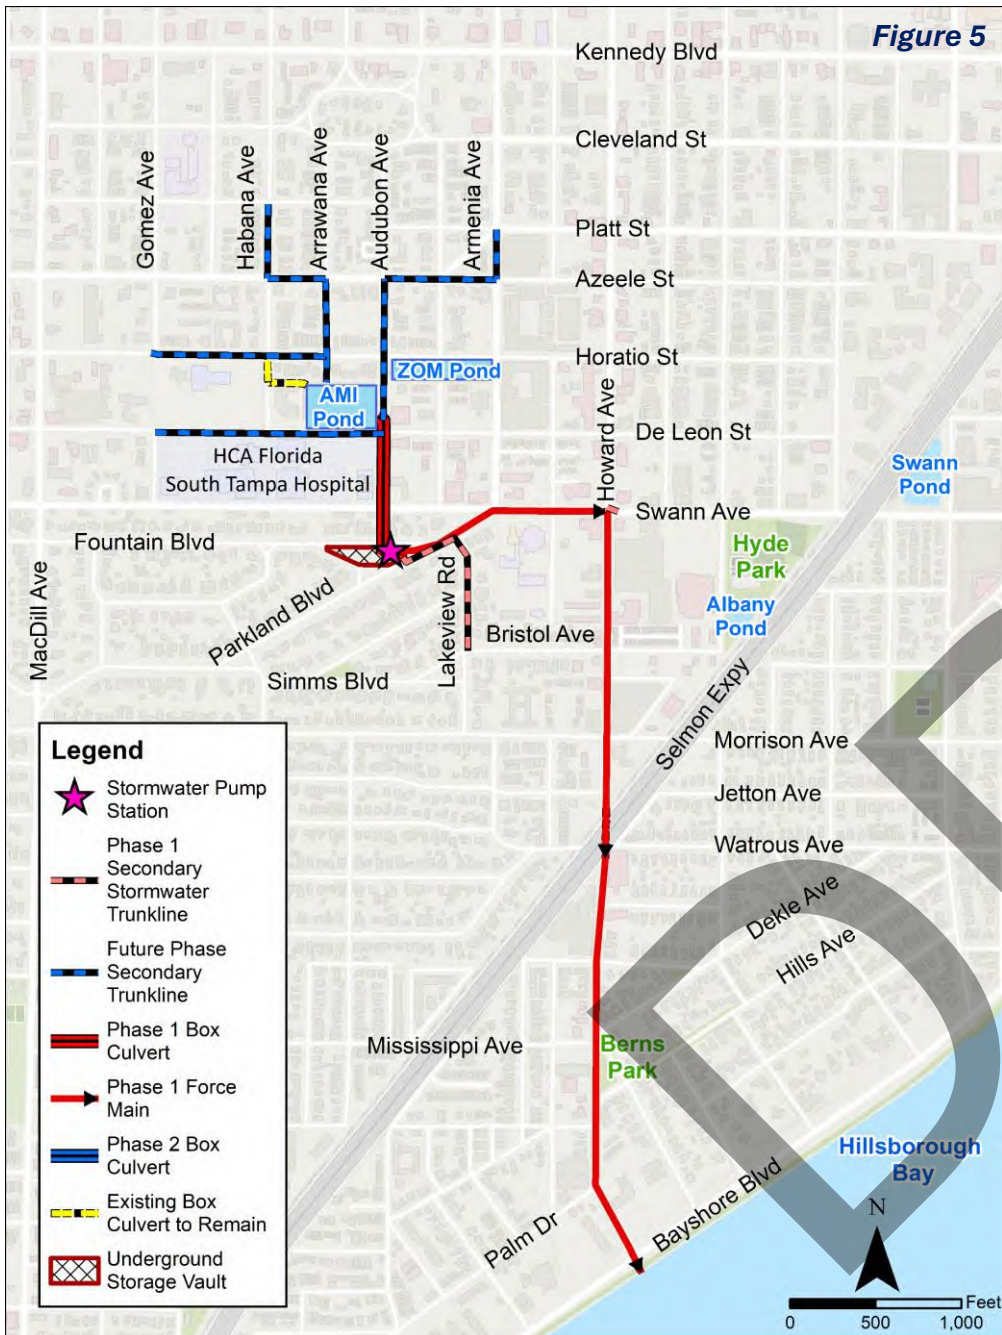 Figure 5
Kennedy Blvd
Cleveland St
Gomez Ave
Habana Ave
Arrawana Ave
Audubon Ave
Armenia Ave
Platt St
Azeele St
Horatio St
ZOM Pond
AMI
Pond
Howard Ave
De Leon St
HCA Florida
South Tampa Hospital
Swann
Pond
Swann Ave
Fountain Blvd
Hyde
Park
MacDill Ave
Parkland Blvd
Lakeview Rd
Albany
Pond
Bristol Ave
Simms Blvd
Selmon Expy
Morrison Ave
Jetton Ave
Watrous Ave
Dekle Ave
Hills Ave
Mississippi Ave
Berns
Park
Hillsborough
Bay
Bayshore Blvd
Palm Dr
Legend
Stormwater Pump
Station
Phase 1
Secondary
Stormwater
Trunkline
Future Phase
Secondary
Trunkline
Phase 1 Box
Culvert
Phase 1 Force
Main
Phase 2 Box
Culvert
Existing Box
Culvert to Remain
Underground
Storage Vault
N
Feet
0 500 1,000